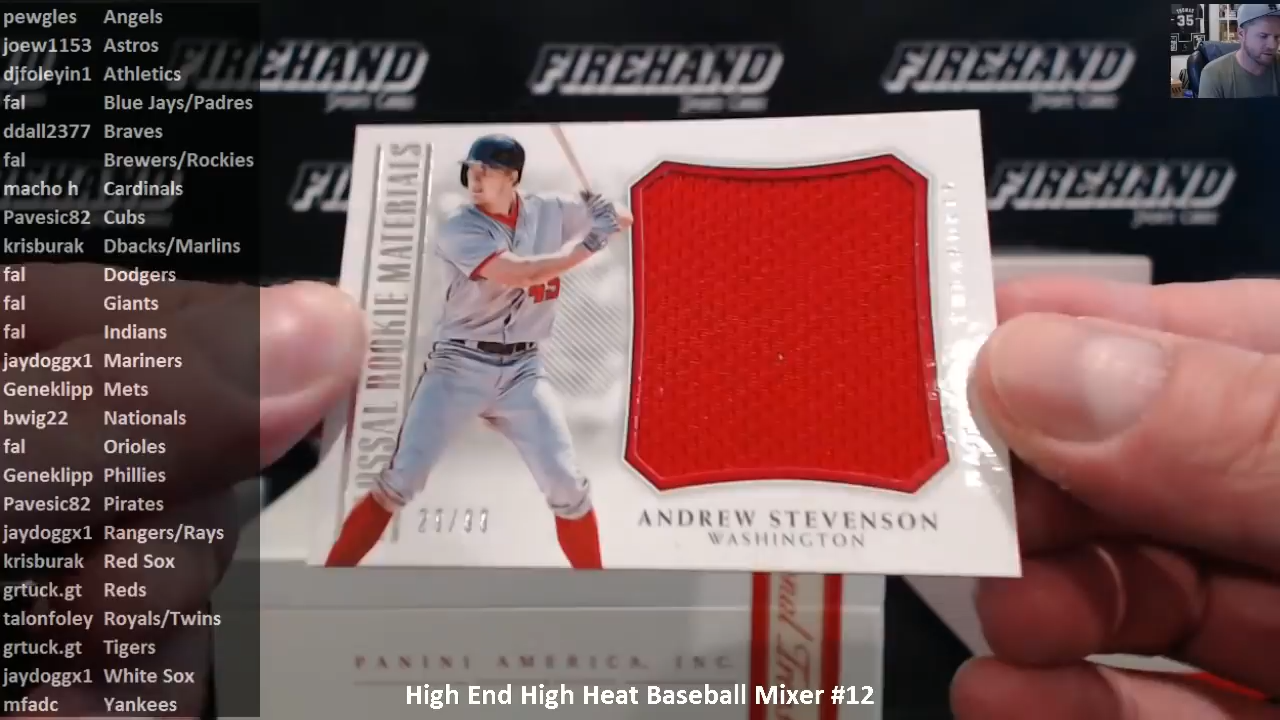 pewgles Angels
joew1153 Astros
djfoleyin1 Athletics
fal Blue Jays/Padres
ddall2377 Braves
fal Brewers/Rockies
macho h Cardinals
Pavesic82 Cubs
krisburak Dbacks/Marlins
fal Dodgers
fal Giants
fal Indians
jaydoggx1 Mariners
Geneklipp Mets
bwig22 Nationals
fal Orioles
Geneklipp Phillies
Pavesic82 Pirates
jaydoggx1 Rangers/Rays
krisburak Red Sox
grtuck.gt Reds
talonfoley Royals/Twins
grtuck.gt Tigers
jaydoggx1 White Sox
mfadc Yankees
FIREHAND
FIREHAND
FIREHAND
FIREHAND
35
ROOKIE MATERIALS
ANDREW STEVENSON
WASHINGTON
PANINI AMERICA, INC.
High End High Heat Baseball Mixer #12